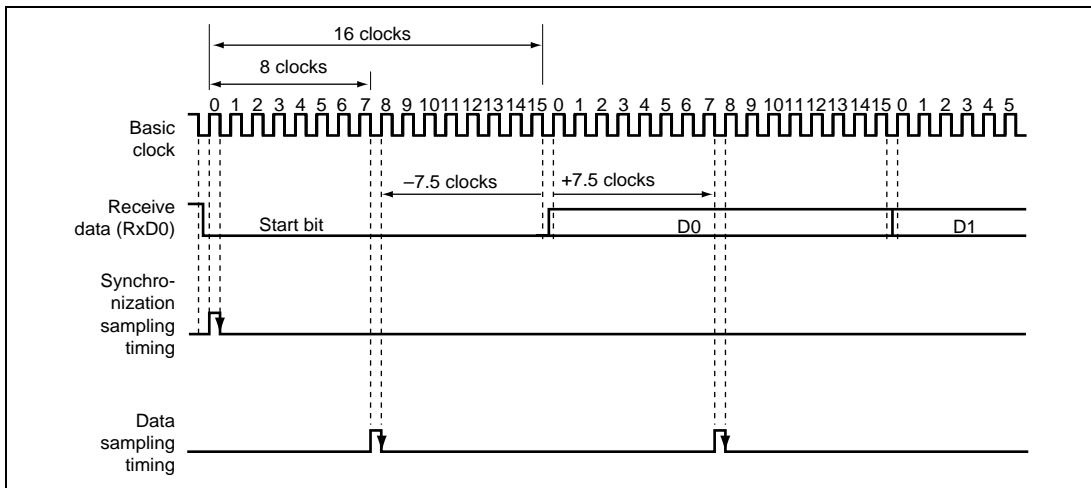 16 clocks
8 clocks
0 1 2 3 4 5 6 7 8 9 10 11 12 13 14 15 0 1 2 3 4 5 6 7 8 9 10 11 12 13 14 15 0 1 2 3 4 5
Basic
clock
–7.5 clocks +7.5 clocks
Receive
data (RxD0)
Start bit D0 D1
Synchro-
nization
sampling
timing
Data
sampling
timing